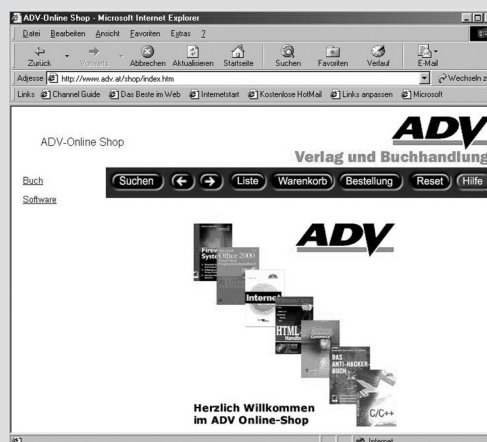 ADV-Online Shop - Microsoft Internet Explorer
Datei Bearbeiten Ansicht Favoriten Extras ?
Zurück Vorwärts Abbrechen Aktualisieren Startseite Suchen Favoriten Verlauf E-Mail
Adresse http://www.adv.at/shop/index.htm Wechseln z
Links Channel Guide Das Beste im Web Internetstart Kostenlose HotMail Links anpassen Microsoft
ADV
ADV-Online Shop
Verlag und Buchhandlung
Buch
Suchen Liste Warenkorb Bestellung Reset Hilfe
Software
ADV
Office 2000
Internet
HTML
Handbuch
DAS
ANTI-HACKER-
BUCH
C/C++
Herzlich Willkommen
im ADV Online-Shop
Internet